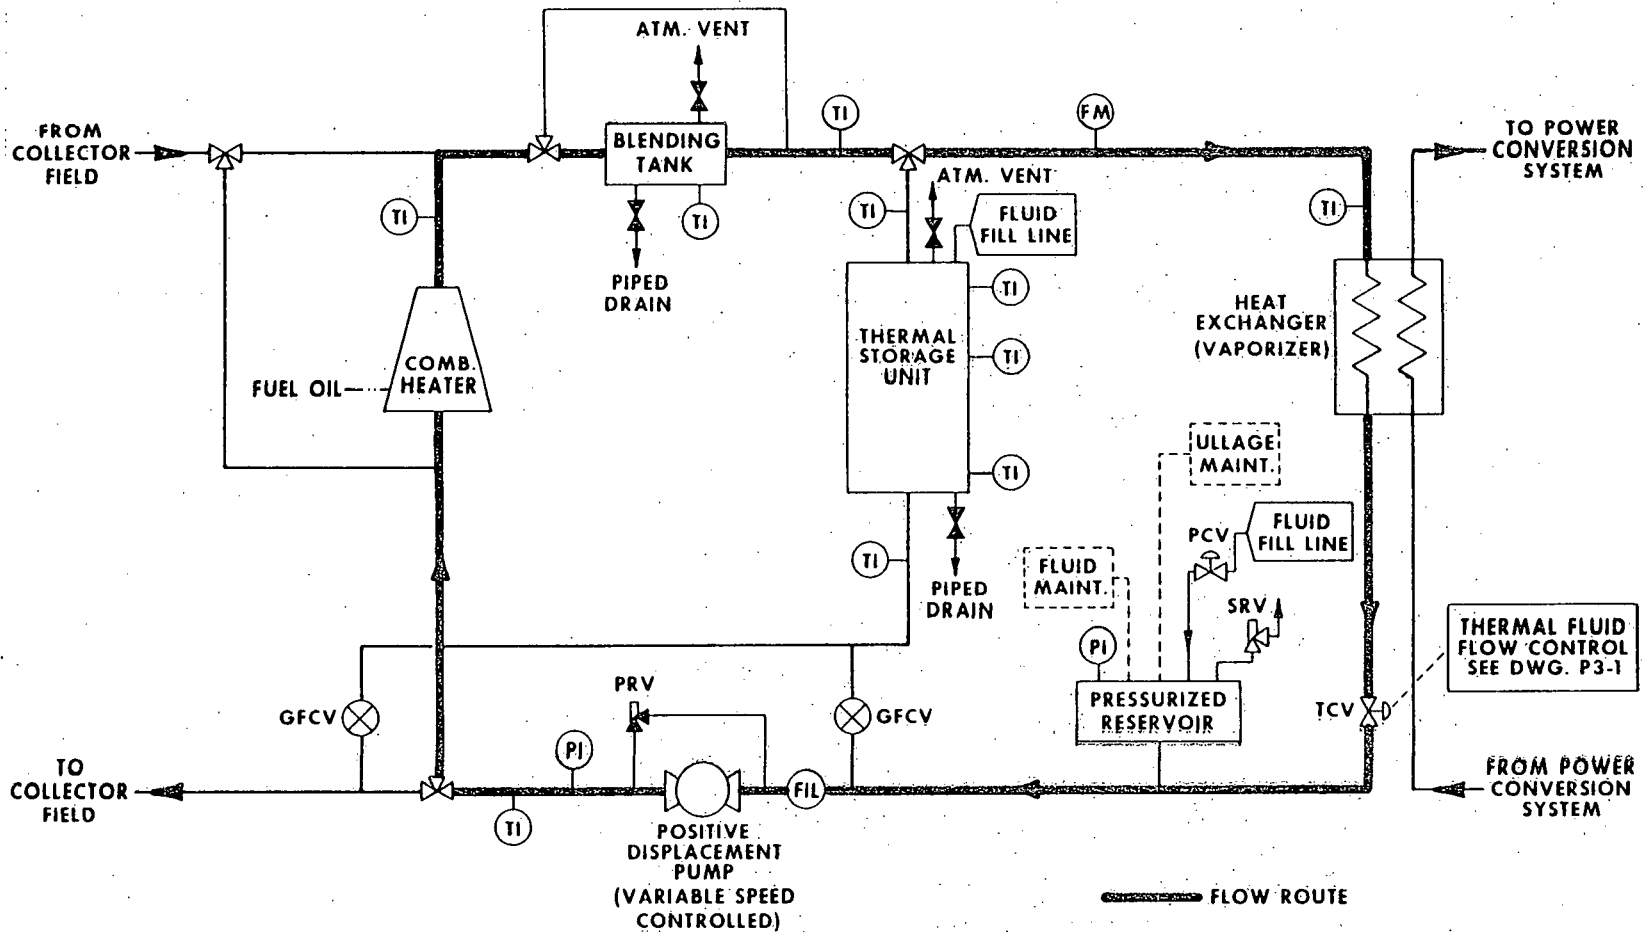 ATM. VENT
FROM
COLLECTOR
FIELD
BLENDING
TANK
TI
FM
TO POWER
CONVERSION
SYSTEM
TI
TI
TI
ATM. VENT
FLUID
FILL LINE
TI
PIPED
DRAIN
TI
HEAT
EXCHANGER
(VAPORIZER)
THERMAL
STORAGE
UNIT
TI
COMB.
HEATER
FUEL OIL
ULLAGE
MAINT.
TI
PCV
FLUID
FILL LINE
TI
FLUID
MAINT.
PIPED
DRAIN
SRV
PI
THERMAL FLUID
FLOW CONTROL
SEE DWG. P3-1
PRV
PRESSURIZED
RESERVOIR
GFCV
GFCV
TCV
PI
TO
COLLECTOR
FIELD
FIL
FROM POWER
CONVERSION
SYSTEM
TI
POSITIVE
DISPLACEMENT
PUMP
(VARIABLE SPEED
CONTROLLED)
FLOW ROUTE